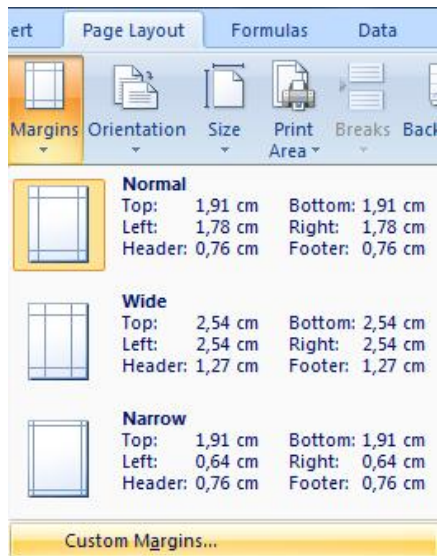 ert Page Layout Formulas Data
Margins Orientation Size Print Area Breaks Back
Normal
Top: 1,91 cm Bottom: 1,91 cm
Left: 1,78 cm Right: 1,78 cm
Header: 0,76 cm Footer: 0,76 cm
Wide
Top: 2,54 cm Bottom: 2,54 cm
Left: 2,54 cm Right: 2,54 cm
Header: 1,27 cm Footer: 1,27 cm
Narrow
Top: 1,91 cm Bottom: 1,91 cm
Left: 0,64 cm Right: 0,64 cm
Header: 0,76 cm Footer: 0,76 cm
Custom Margins...